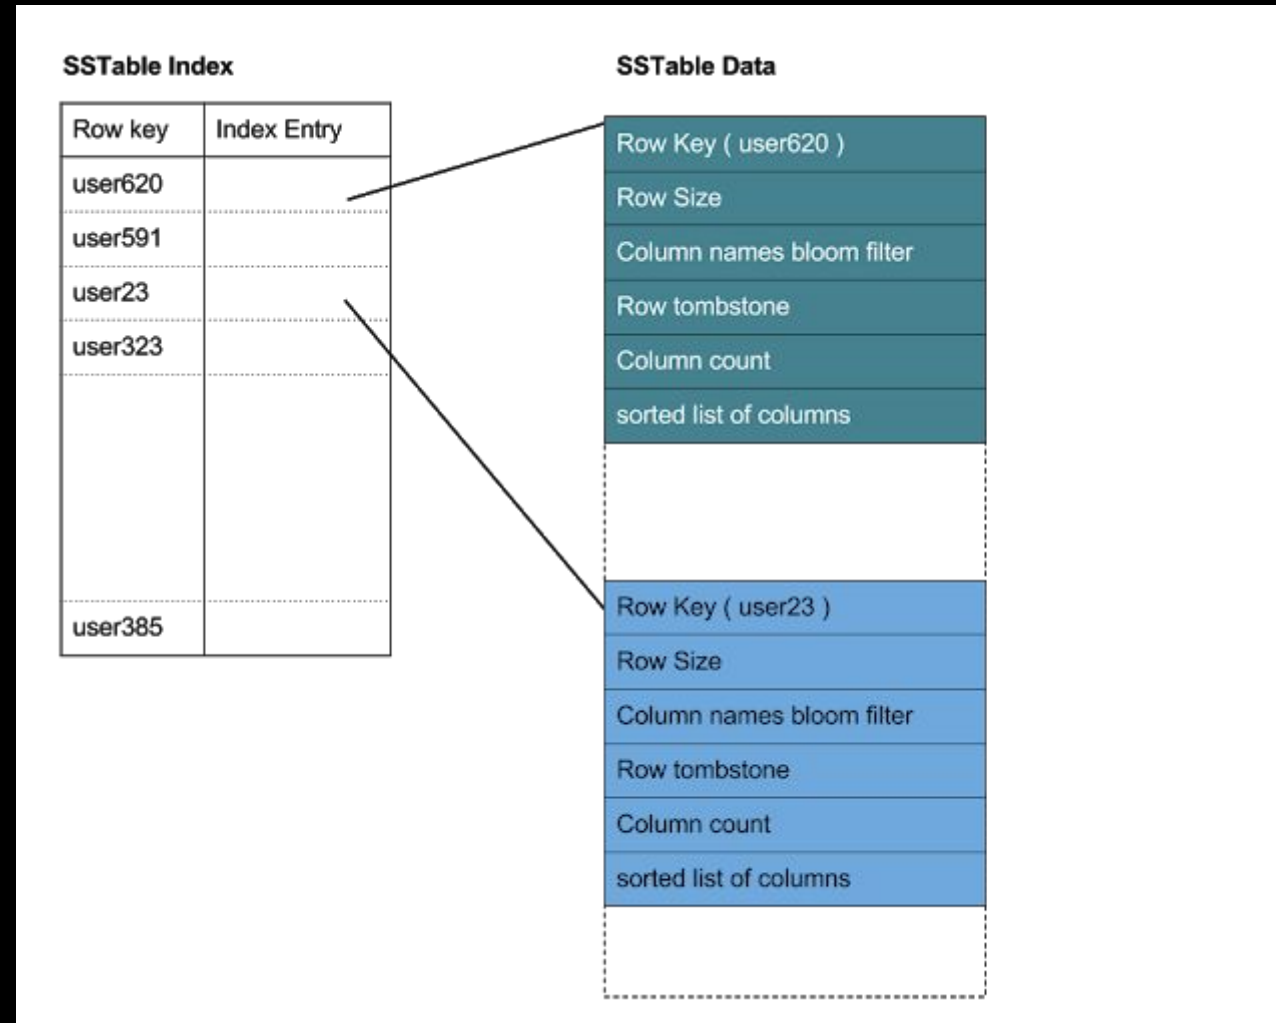 SSTable Index
Row key Index Entry
user620
user591
user23
user323
user385
SSTable Data
Row Key ( user620 )
Row Size
Column names bloom filter
Row tombstone
Column count
sorted list of columns
Row Key ( user23 )
Row Size
Column names bloom filter
Row tombstone
Column count
sorted list of columns